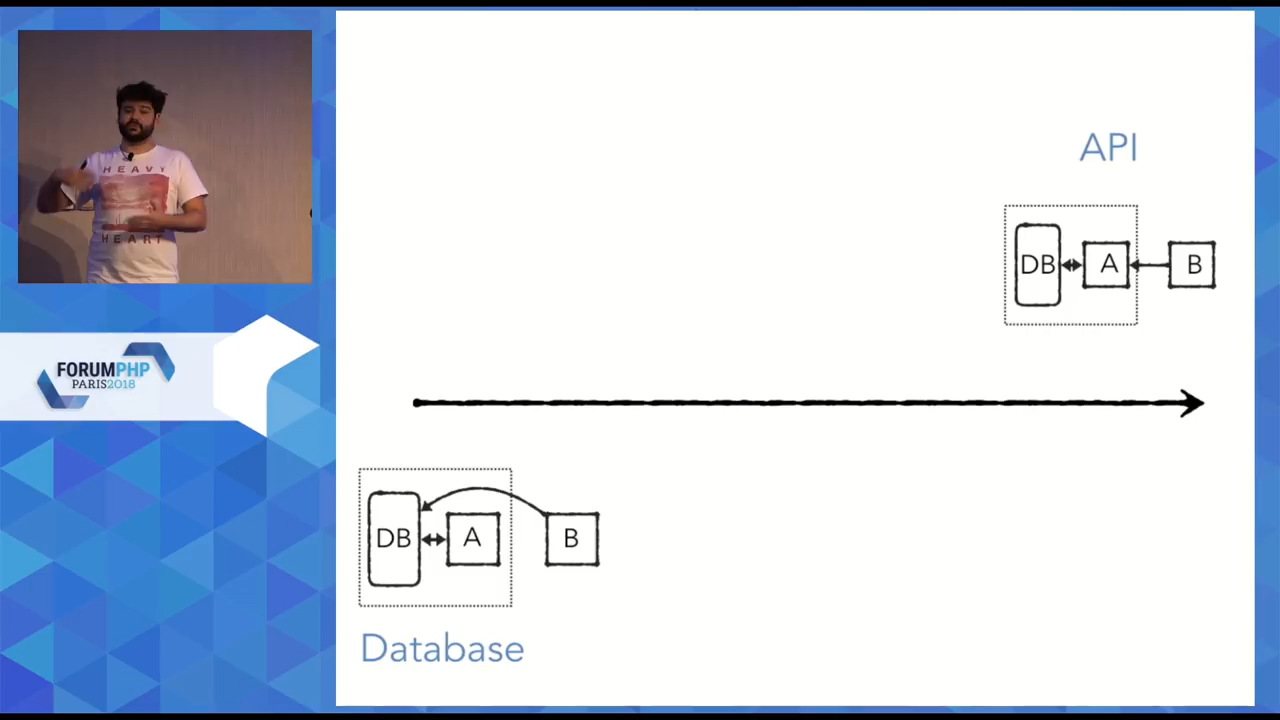 HEAVY
HEART
FORUMPHP
PARIS2018
API
DB
A
B
DB
A
B
Database